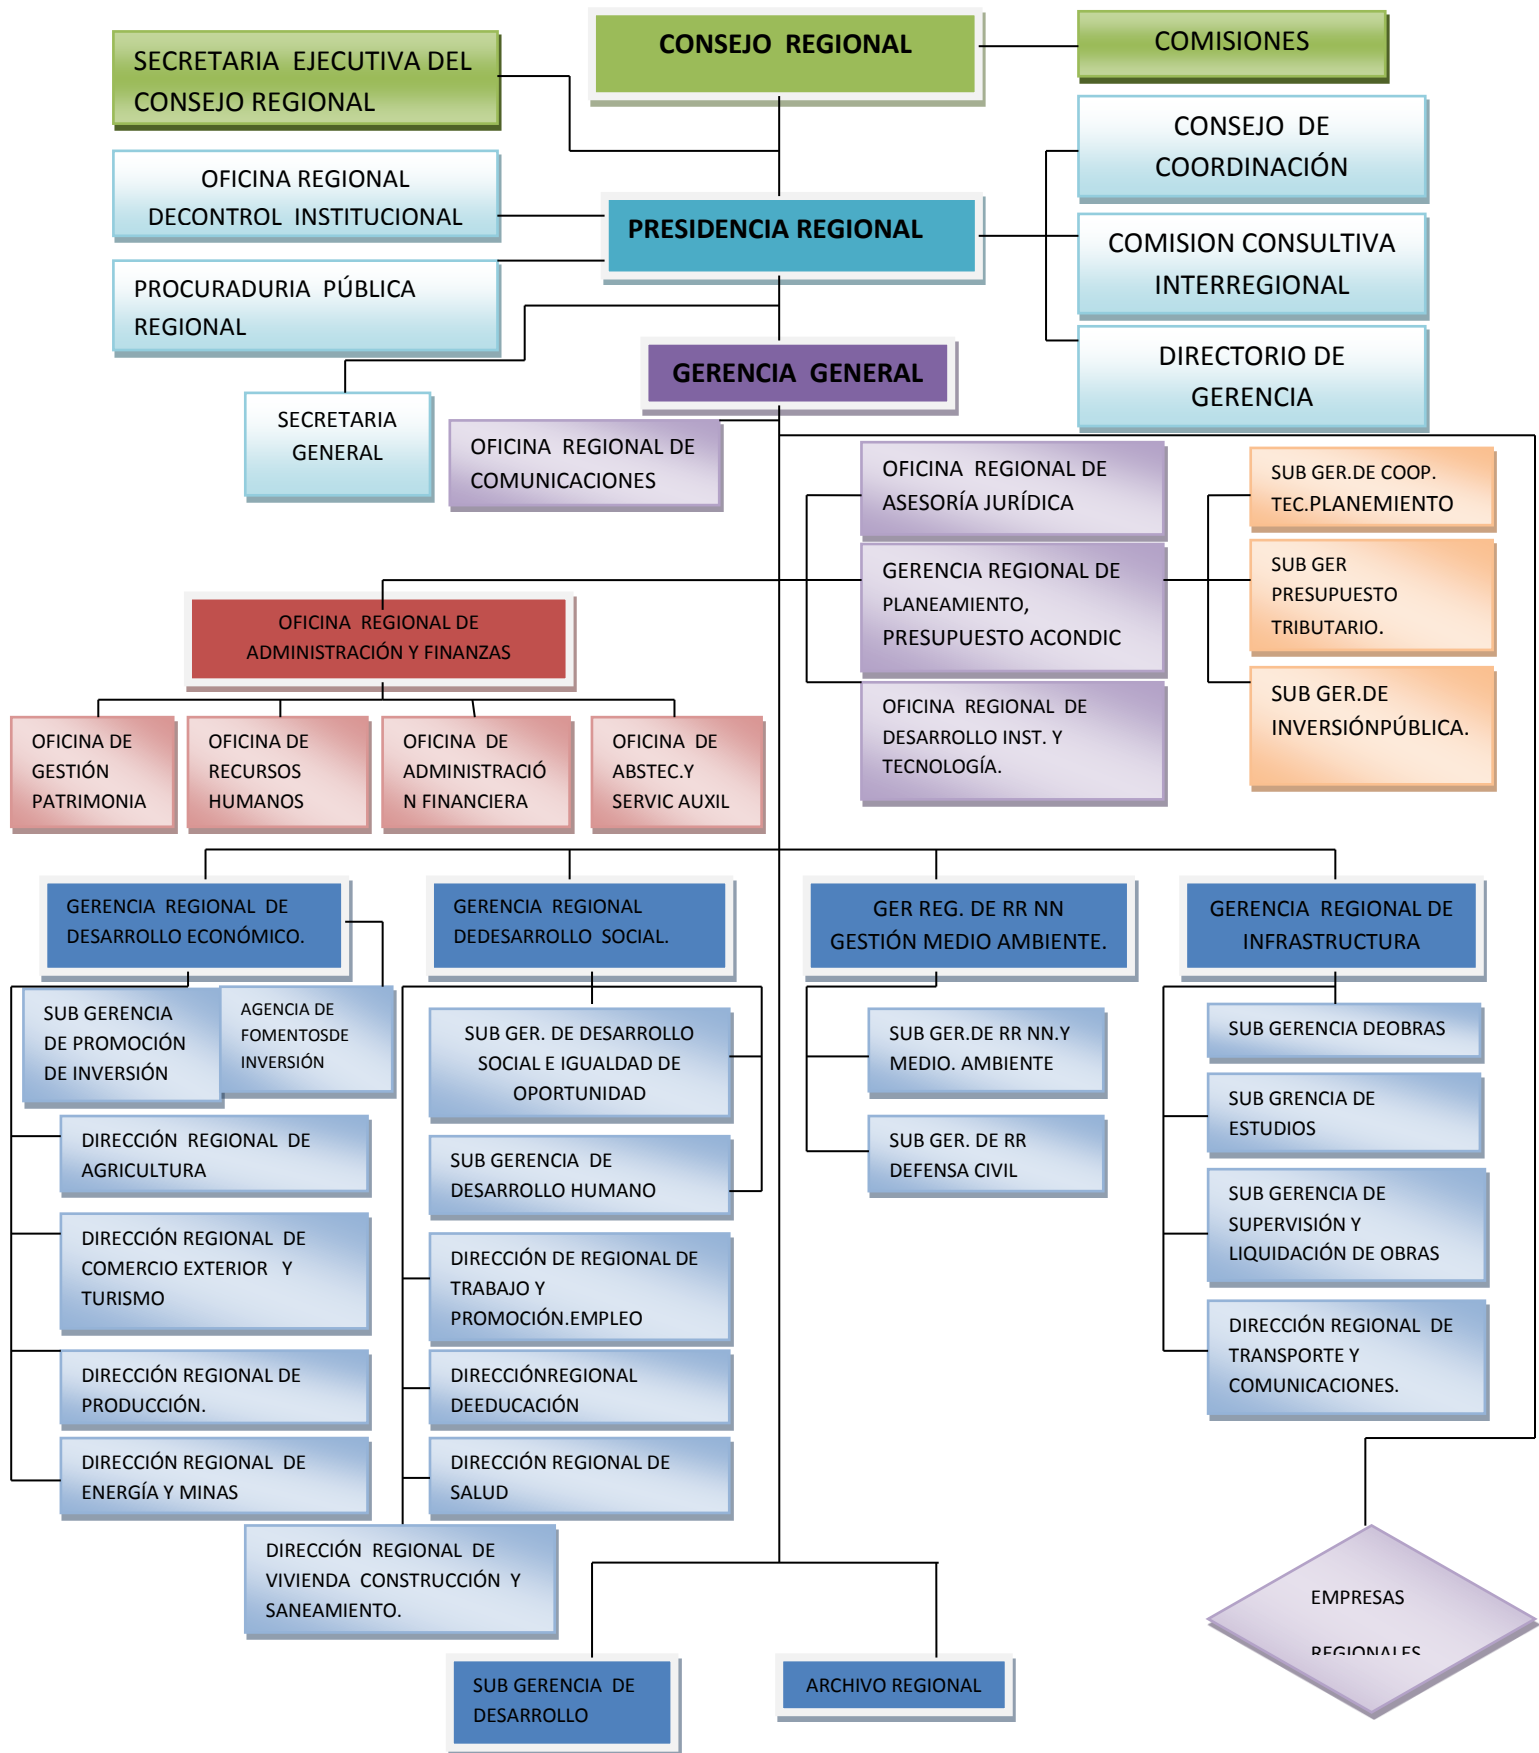 CONSEJO REGIONAL
COMISIONES
SECRETARIA EJECUTIVA DEL
CONSEJO REGIONAL
CONSEJO DE
COORDINACIÓN
OFICINA REGIONAL
DECONTROL INSTITUCIONAL
PRESIDENCIA REGIONAL
COMISION CONSULTIVA
INTERREGIONAL
PROCURADURIA PÚBLICA
REGIONAL
GERENCIA GENERAL
DIRECTORIO DE
GERENCIA
SECRETARIA
GENERAL
OFICINA REGIONAL DE
COMUNICACIONES
OFICINA REGIONAL DE
ASESORÍA JURÍDICA
SUB GER.DE COOP.
TEC.PLANEMIENTO
GERENCIA REGIONAL DE
PLANEAMIENTO,
PRESUPUESTO ACONDIC
SUB GER
PRESUPUESTO
TRIBUTARIO.
OFICINA REGIONAL DE
ADMINISTRACIÓN Y FINANZAS
OFICINA REGIONAL DE
DESARROLLO INST. Y
TECNOLOGÍA.
SUB GER.DE
INVERSIÓNPÚBLICA.
OFICINA DE
GESTIÓN
PATRIMONIA
OFICINA DE
RECURSOS
HUMANOS
OFICINA DE
ADMINISTRACIÓ
N FINANCIERA
OFICINA DE
ABSTEC.Y
SERVIC AUXIL
GERENCIA REGIONAL DE
DESARROLLO ECONÓMICO.
GERENCIA REGIONAL
DEDESARROLLO SOCIAL.
GER REG. DE RR NN
GESTIÓN MEDIO AMBIENTE.
GERENCIA REGIONAL DE
INFRASTRUCTURA
SUB GERENCIA
DE PROMOCIÓN
DE INVERSIÓN
AGENCIA DE
FOMENTOSDE
INVERSIÓN
SUB GER. DE DESARROLLO
SOCIAL E IGUALDAD DE
OPORTUNIDAD
SUB GER.DE RR NN.Y
MEDIO. AMBIENTE
SUB GERENCIA DEOBRAS
SUB GRENCIA DE
ESTUDIOS
DIRECCIÓN REGIONAL DE
AGRICULTURA
SUB GERENCIA DE
DESARROLLO HUMANO
SUB GER. DE RR
DEFENSA CIVIL
SUB GERENCIA DE
SUPERVISIÓN Y
LIQUIDACIÓN DE OBRAS
DIRECCIÓN REGIONAL DE
COMERCIO EXTERIOR Y
TURISMO
DIRECCIÓN DE REGIONAL DE
TRABAJO Y
PROMOCIÓN.EMPLEO
DIRECCIÓN REGIONAL DE
TRANSPORTE Y
COMUNICACIONES.
DIRECCIÓN REGIONAL DE
PRODUCCIÓN.
DIRECCIÓNREGIONAL
DEEDUCACIÓN
DIRECCIÓN REGIONAL DE
ENERGÍA Y MINAS
DIRECCIÓN REGIONAL DE
SALUD
DIRECCIÓN REGIONAL DE
VIVIENDA CONSTRUCCIÓN Y
SANEAMIENTO.
EMPRESAS
REGIONALES
SUB GERENCIA DE
DESARROLLO
ARCHIVO REGIONAL